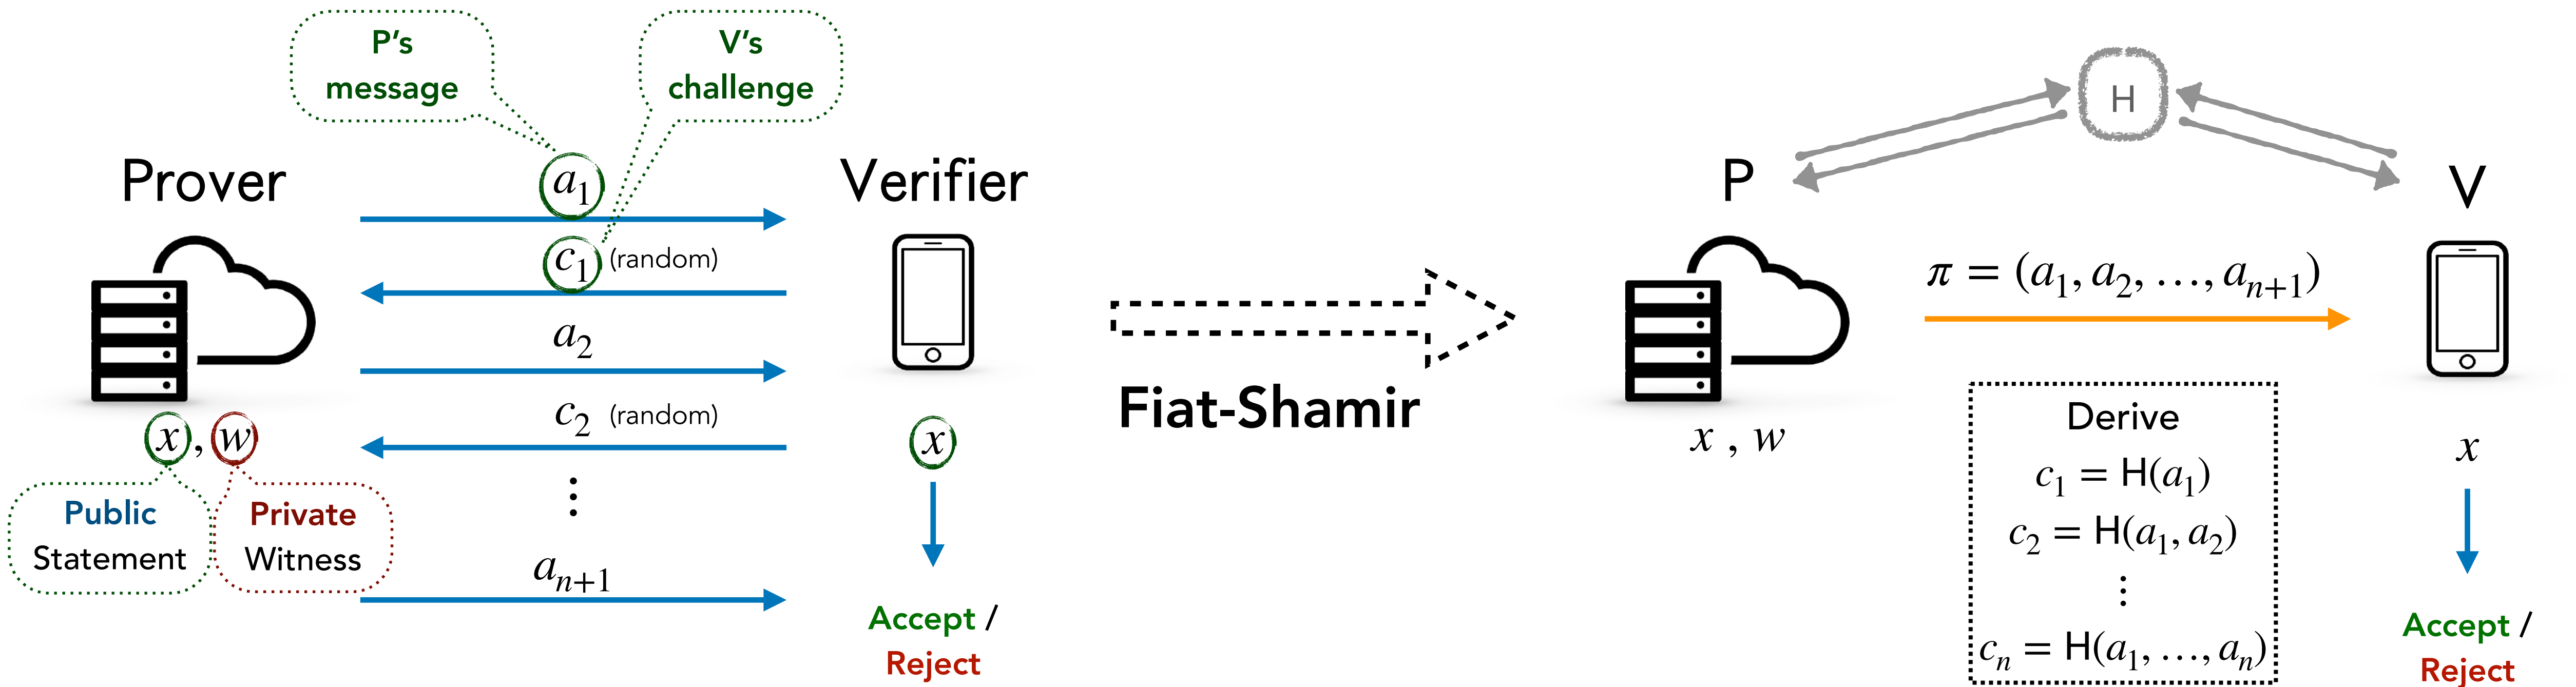 P's
message
V's
challenge
Prover
Verifier
a₁
c₁ (random)
a₂
c₂ (random)
⋮
aₙ₊₁
x, w
Public
Statement
Private
Witness
x
Accept /
Reject
Fiat-Shamir
H
P
V
π = (a₁, a₂, …, aₙ₊₁)
x , w
Derive
c₁ = H(a₁)
c₂ = H(a₁, a₂)
⋮
cₙ = H(a₁, …, aₙ)
x
Accept /
Reject